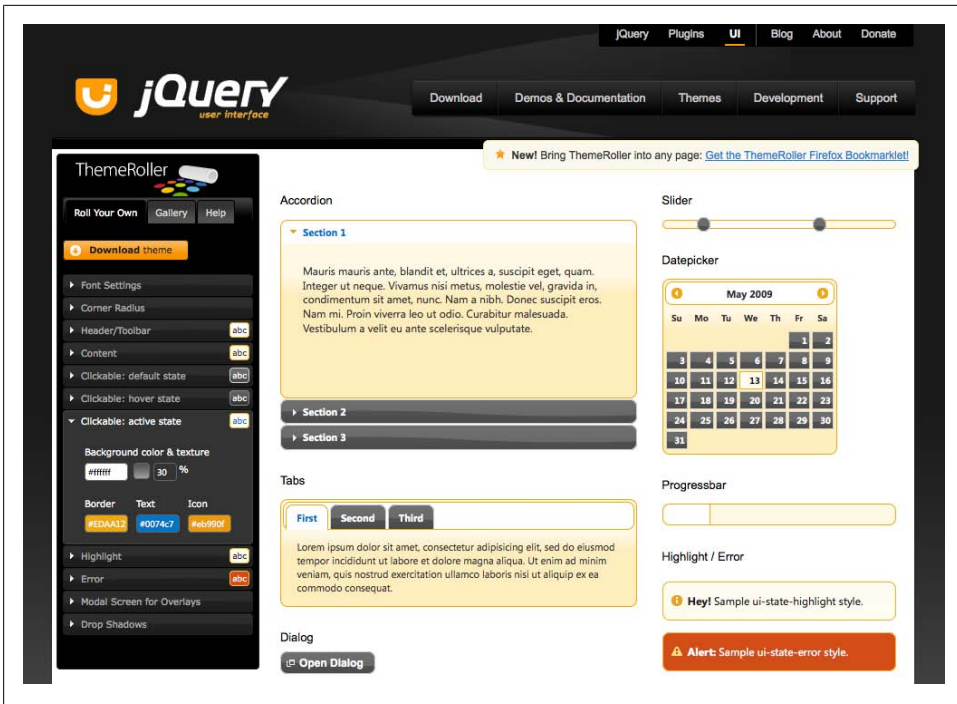 jQuery Plugins UI Blog About Donate
jQuery
user interface
Download Demos & Documentation Themes Development Support
New! Bring ThemeRoller into any page: Get the ThemeRoller Firefox Bookmarklet!
ThemeRoller
Roll Your Own Gallery Help
Download theme
Font Settings
Corner Radius
Header/Toolbar abc
Content abc
Clickable: default state abc
Clickable: hover state abc
Clickable: active state abc
Background color & texture
#ffffff 30 %
Border Text Icon
#EDAA12 #0074c7 #eb990f
Highlight abc
Error abc
Modal Screen for Overlays
Drop Shadows
Accordion
Section 1
Mauris mauris ante, blandit et, ultrices a, suscipit eget, quam.
Integer ut neque. Vivamus nisi metus, molestie vel, gravida in,
condimentum sit amet, nunc. Nam a nibh. Donec suscipit eros.
Nam mi. Proin viverra leo ut odio. Curabitur malesuada.
Vestibulum a velit eu ante scelerisque vulputate.
Section 2
Section 3
Tabs
First Second Third
Lorem ipsum dolor sit amet, consectetur adipisicing elit, sed do eiusmod
tempor incididunt ut labore et dolore magna aliqua. Ut enim ad minim
veniam, quis nostrud exercitation ullamco laboris nisi ut aliquip ex ea
commodo consequat.
Dialog
Open Dialog
Slider
Datepicker
May 2009
Su Mo Tu We Th Fr Sa
1 2
3 4 5 6 7 8 9
10 11 12 13 14 15 16
17 18 19 20 21 22 23
24 25 26 27 28 29 30
31
Progressbar
Highlight / Error
Hey! Sample ui-state-highlight style.
Alert: Sample ui-state-error style.